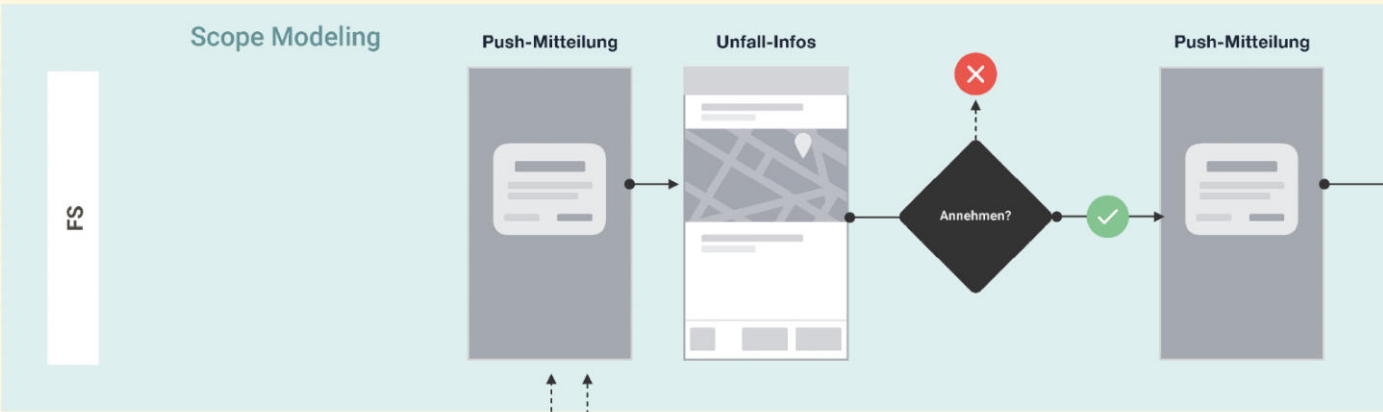 Scope Modeling
Push-Mitteilung
Unfall-Infos
Push-Mitteilung
FS
Annehmen?